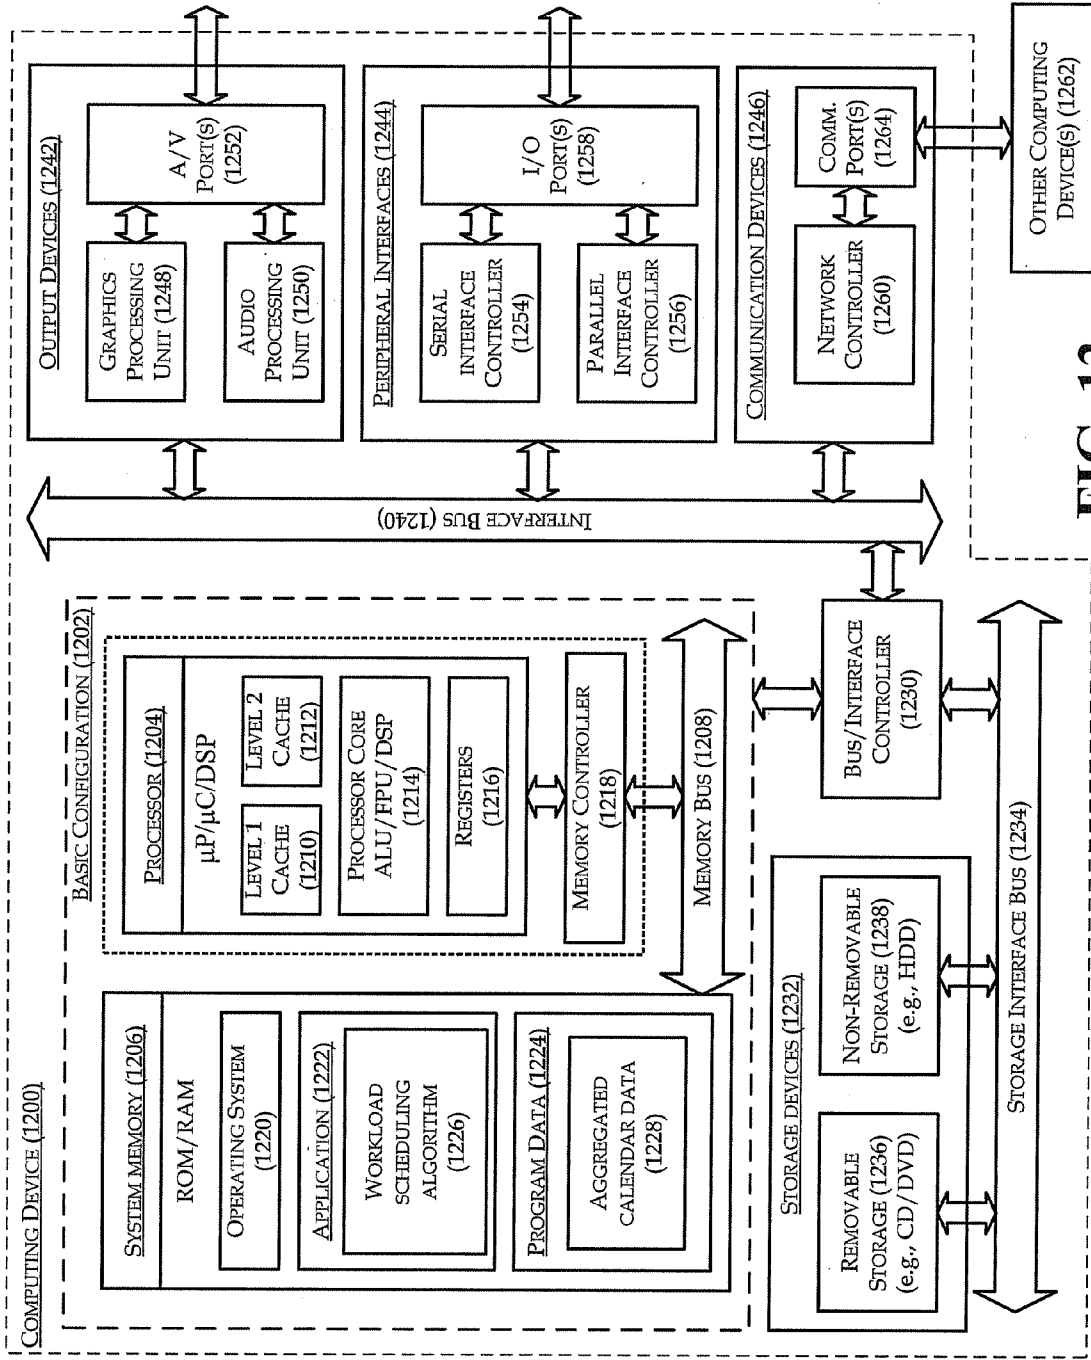 COMPUTING DEVICE (1200)
BASIC CONFIGURATION (1202)
SYSTEM MEMORY (1206)
ROM/RAM
OPERATING SYSTEM
(1220)
APPLICATION (1222)
WORKLOAD
SCHEDULING
ALGORITHM
(1226)
PROGRAM DATA (1224)
AGGREGATED
CALENDAR DATA
(1228)
PROCESSOR (1204)
µP/µC/DSP
LEVEL 1
CACHE
(1210)
LEVEL 2
CACHE
(1212)
PROCESSOR CORE
ALU/FPU/DSP
(1214)
REGISTERS
(1216)
MEMORY CONTROLLER
(1218)
MEMORY BUS (1208)
BUS/INTERFACE
CONTROLLER
(1230)
STORAGE DEVICES (1232)
REMOVABLE
STORAGE (1236)
(e.g., CD/DVD)
NON-REMOVABLE
STORAGE (1238)
(e.g., HDD)
STORAGE INTERFACE BUS (1234)
INTERFACE BUS (1240)
OUTPUT DEVICES (1242)
GRAPHICS
PROCESSING
UNIT (1248)
AUDIO
PROCESSING
UNIT (1250)
A/V
PORT(S)
(1252)
PERIPHERAL INTERFACES (1244)
SERIAL
INTERFACE
CONTROLLER
(1254)
PARALLEL
INTERFACE
CONTROLLER
(1256)
I/O
PORT(S)
(1258)
COMMUNICATION DEVICES (1246)
NETWORK
CONTROLLER
(1260)
COMM.
PORT(S)
(1264)
OTHER COMPUTING
DEVICE(S) (1262)